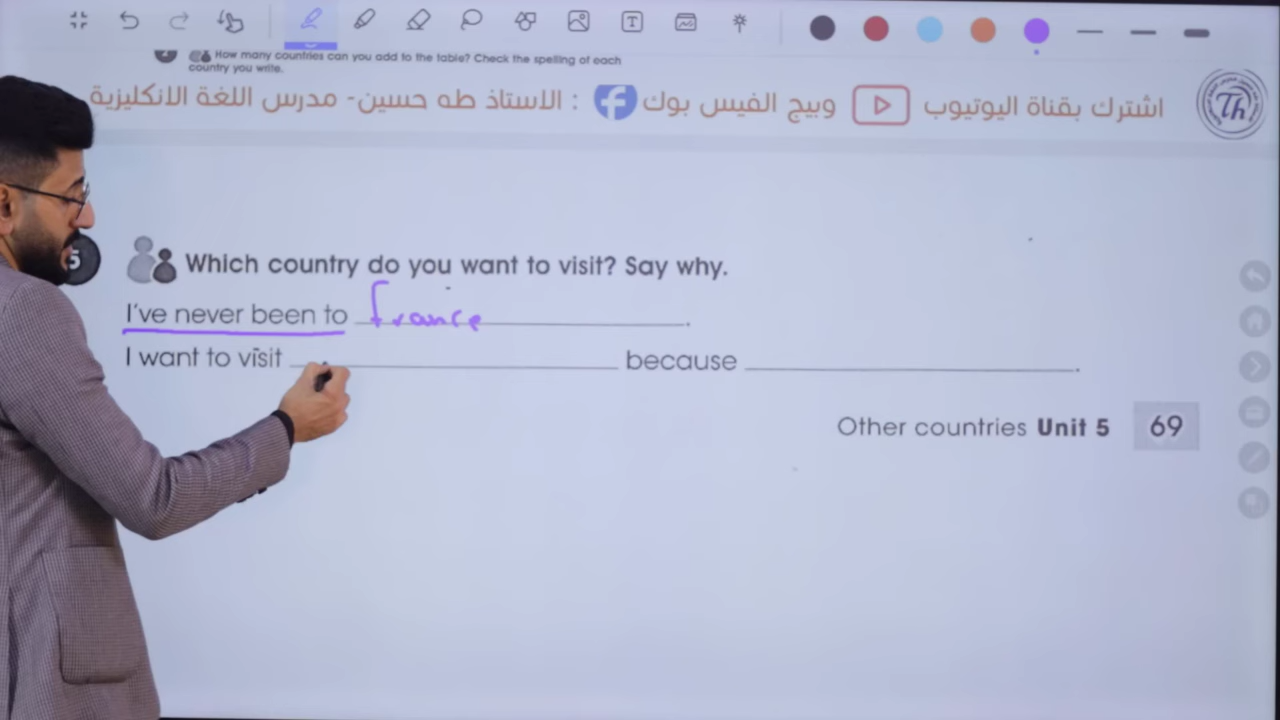 How many countries can you add to the table? Check the spelling of each
country you write.
اشترك بقناة اليوتيوب وبيج الفيس بوك : الاستاذ طه حسين- مدرس اللغة الانكليزية
Th
5 Which country do you want to visit? Say why.
I've never been to france.
I want to visit because .
Other countries Unit 5 69